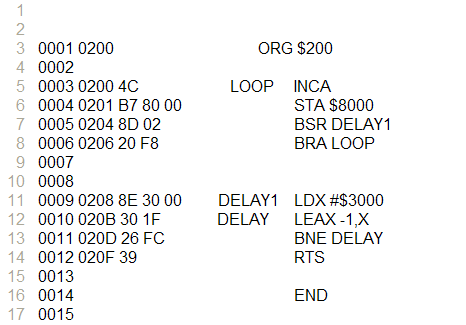 1
2
3 0001 0200 ORG $200
4 0002
5 0003 0200 4C LOOP INCA
6 0004 0201 B7 80 00 STA $8000
7 0005 0204 8D 02 BSR DELAY1
8 0006 0206 20 F8 BRA LOOP
9 0007
10 0008
11 0009 0208 8E 30 00 DELAY1 LDX #$3000
12 0010 020B 30 1F DELAY LEAX -1,X
13 0011 020D 26 FC BNE DELAY
14 0012 020F 39 RTS
15 0013
16 0014 END
17 0015